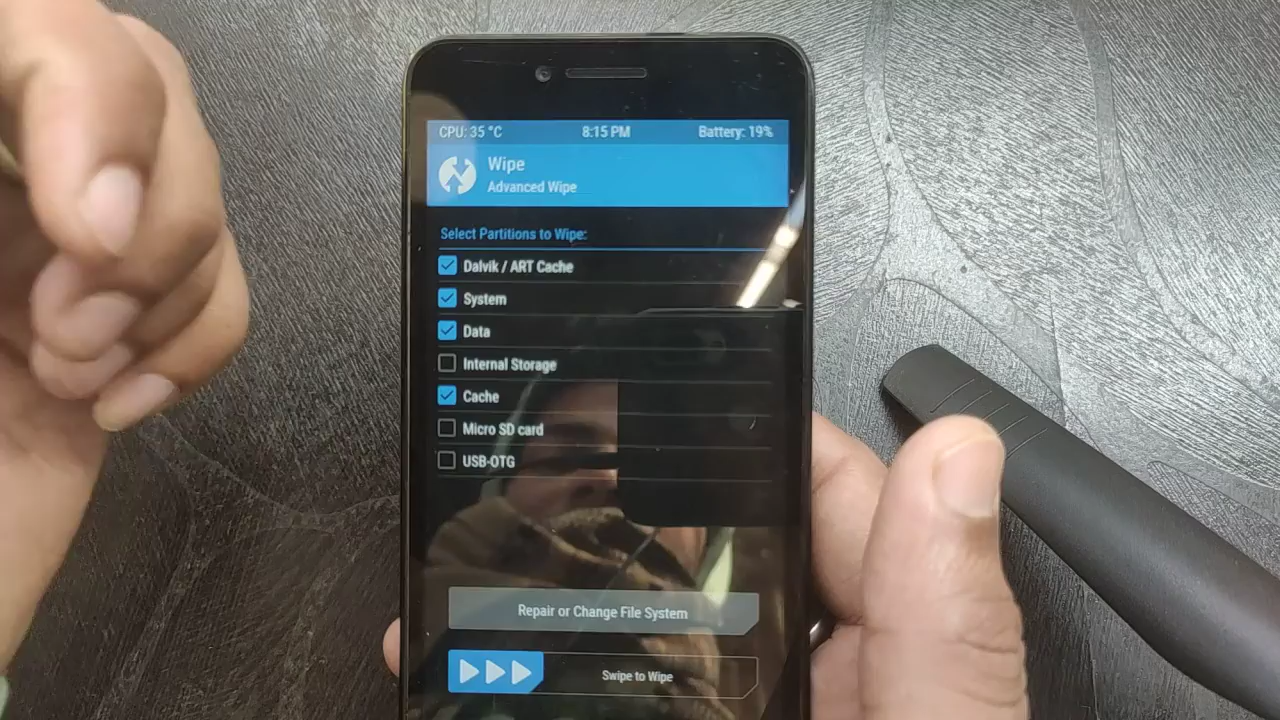 CPU: 35 °C 8:15 PM Battery: 19%
Wipe
Advanced Wipe
Select Partitions to Wipe:
Dalvik / ART Cache
System
Data
Internal Storage
Cache
Micro SD card
USB-OTG
Repair or Change File System
Swipe to Wipe